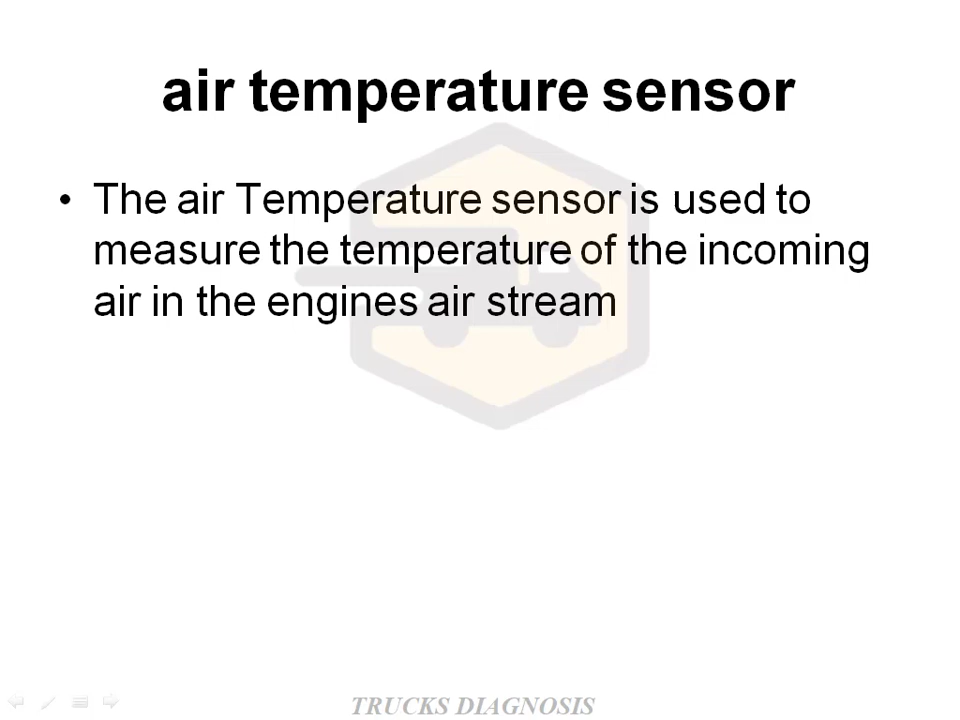 air temperature sensor
• The air Temperature sensor is used to
measure the temperature of the incoming
air in the engines air stream
TRUCKS DIAGNOSIS